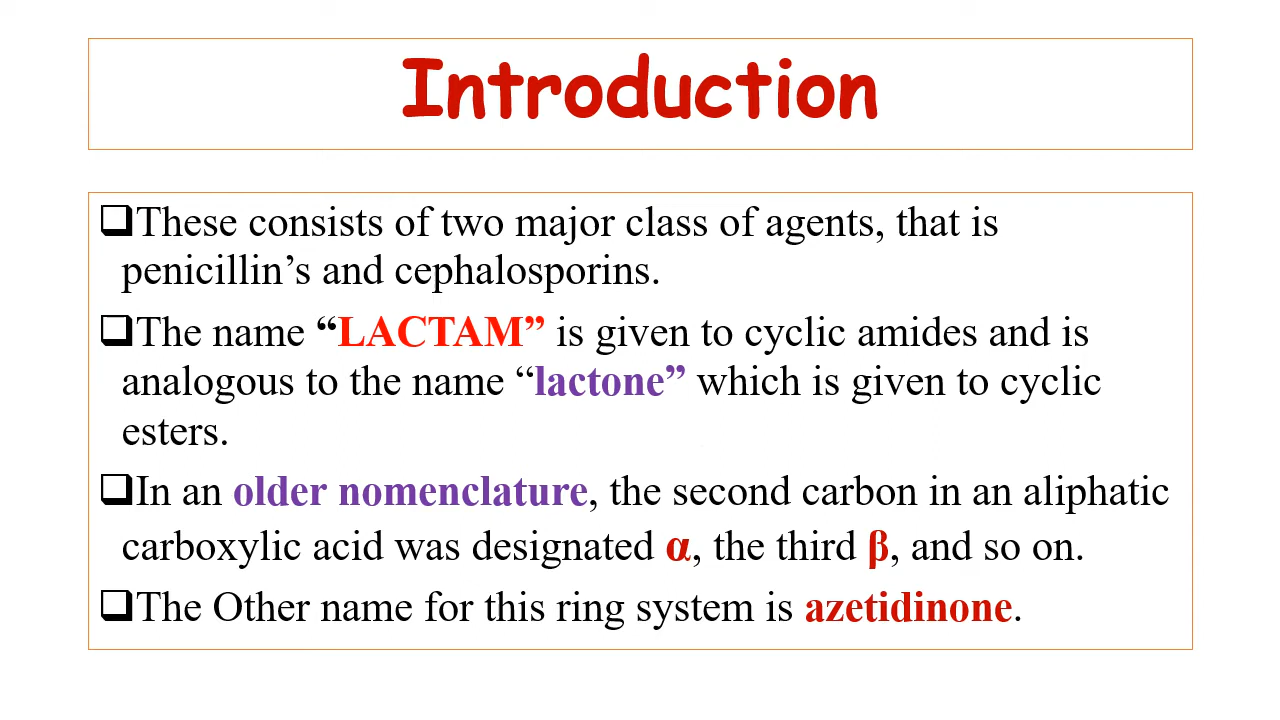 Introduction
❑These consists of two major class of agents, that is
penicillin’s and cephalosporins.
❑The name “LACTAM” is given to cyclic amides and is
analogous to the name “lactone” which is given to cyclic
esters.
❑In an older nomenclature, the second carbon in an aliphatic
carboxylic acid was designated α, the third β, and so on.
❑The Other name for this ring system is azetidinone.